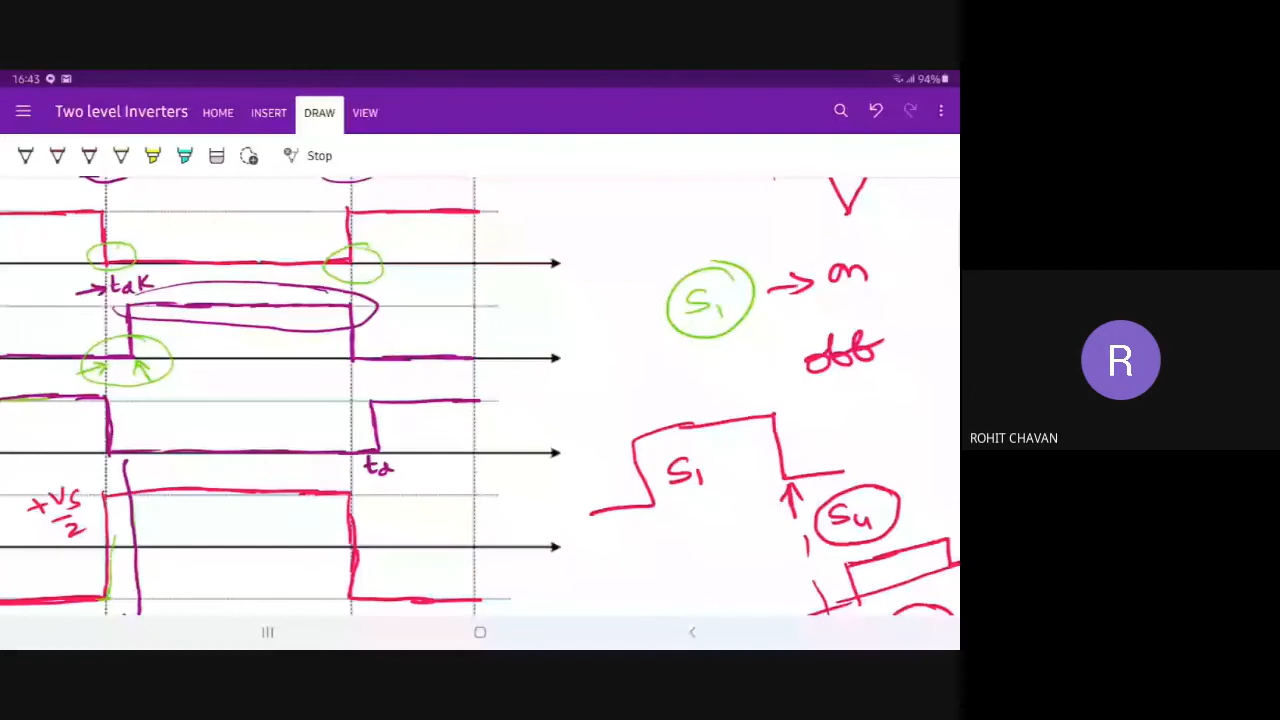 16:43
94%
Two level Inverters HOME INSERT DRAW VIEW
Stop
→ tdk
S1 → on
off
td
S1
+Vs/2
S4
R
ROHIT CHAVAN